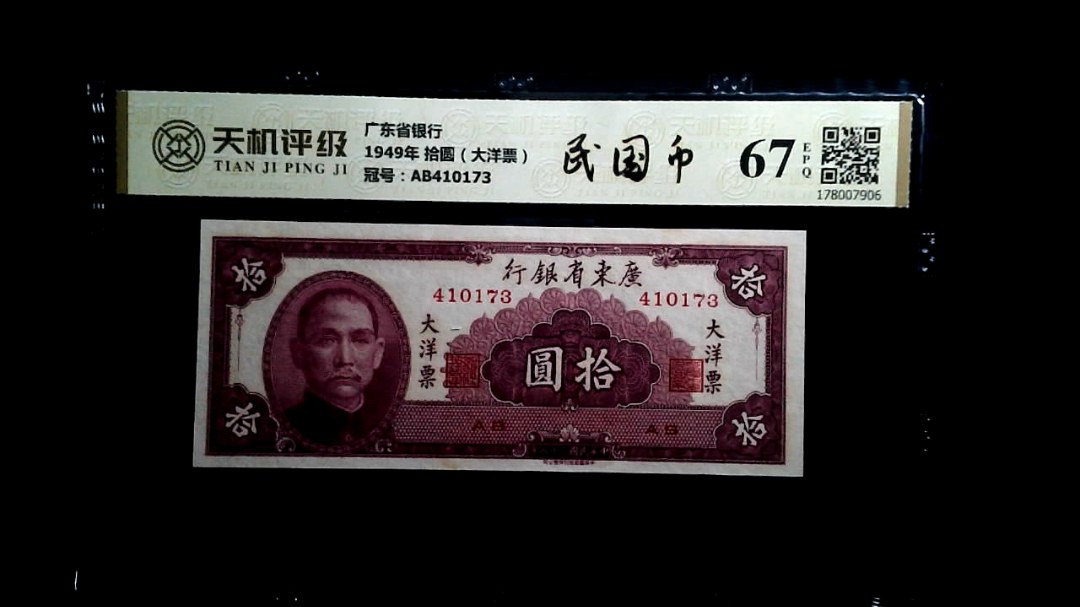 天机评级
TIAN JI PING JI
广东省银行
1949年 拾圆（大洋票）
冠号：AB410173
民国币
67
EPQ
178007906
拾
拾
行銀省東廣
410173
410173
大洋票
大洋票
圓拾
AB
AB
拾
拾